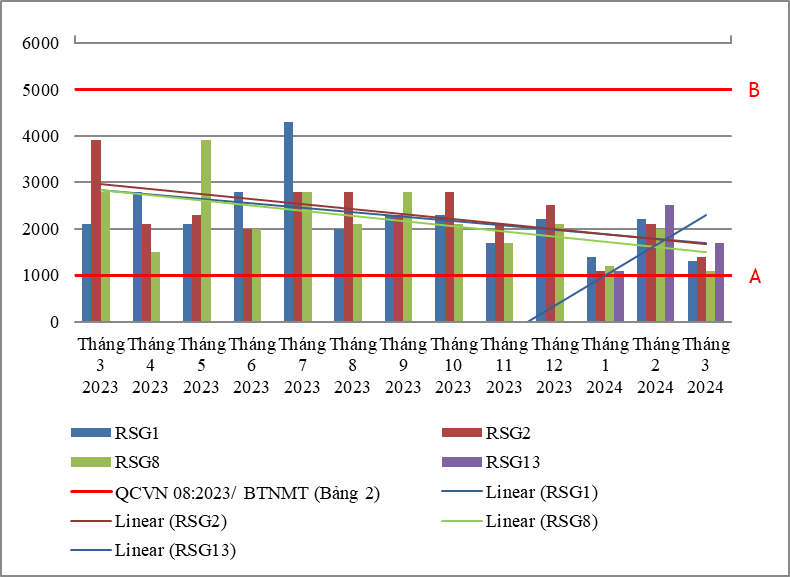 6000
5000
B
4000
3000
2000
1000
A
0
Tháng 3 2023
Tháng 4 2023
Tháng 5 2023
Tháng 6 2023
Tháng 7 2023
Tháng 8 2023
Tháng 9 2023
Tháng 10 2023
Tháng 11 2023
Tháng 12 2023
Tháng 1 2024
Tháng 2 2024
Tháng 3 2024
RSG1
RSG2
RSG8
RSG13
QCVN 08:2023/ BTNMT (Bảng 2)
Linear (RSG1)
Linear (RSG2)
Linear (RSG8)
Linear (RSG13)